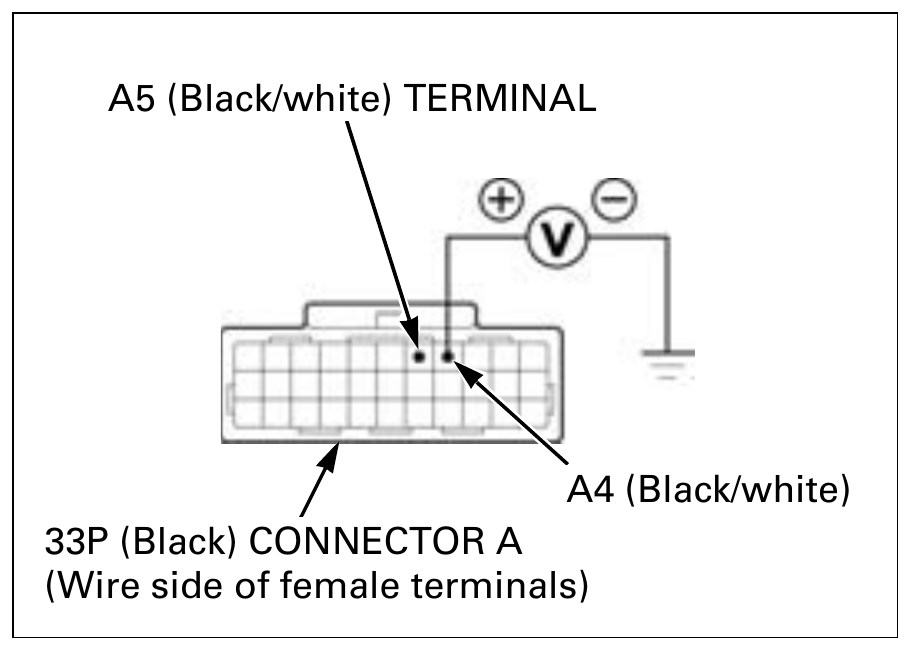 A5 (Black/white) TERMINAL
+ −
V
A4 (Black/white)
33P (Black) CONNECTOR A
(Wire side of female terminals)